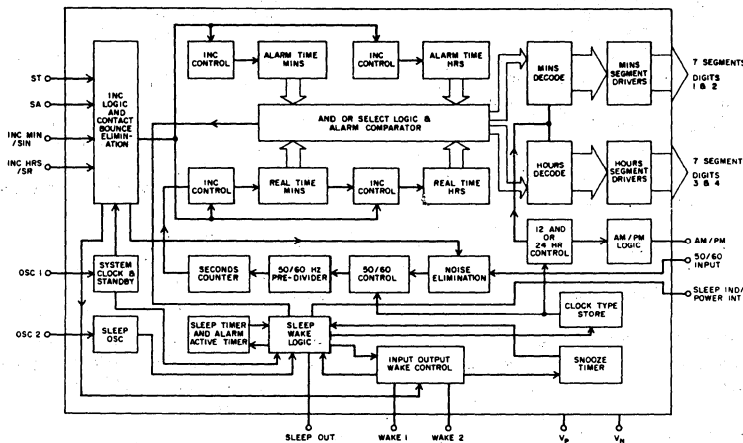 INC
CONTROL
ALARM TIME
MINS
INC
CONTROL
ALARM TIME
HRS
MINS
DECODE
MINS
SEGMENT
DRIVERS
7 SEGMENTS
DIGITS
1 & 2
ST
SA
INC MIN
/SIN
INC HRS
/SR
INC
LOGIC
AND
CONTACT
BOUNCE
ELIMIN-
ATION
AND OR SELECT LOGIC &
ALARM COMPARATOR
INC
CONTROL
REAL TIME
MINS
INC
CONTROL
REAL TIME
HRS
HOURS
DECODE
HOURS
SEGMENT
DRIVERS
7 SEGMENT
DIGITS
3 & 4
12 AND
OR
24 HR
CONTROL
AM/PM
LOGIC
AM/PM
50/60
INPUT
OSC 1
SYSTEM
CLOCK &
STANDBY
SECONDS
COUNTER
50/60 Hz
PRE-DIVIDER
50/60
CONTROL
NOISE
ELIMINATION
SLEEP IND/
POWER INT
CLOCK TYPE
STORE
OSC 2
SLEEP
OSC
SLEEP TIMER
AND ALARM
ACTIVE TIMER
SLEEP
WAKE
LOGIC
INPUT OUTPUT
WAKE CONTROL
SNOOZE
TIMER
SLEEP OUT
WAKE 1
WAKE 2
VP
VN